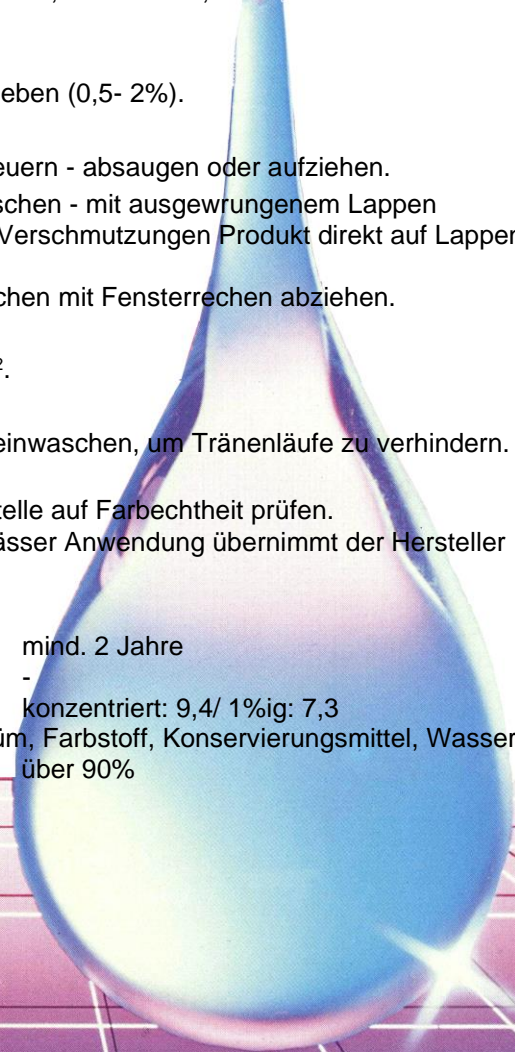 eben (0,5- 2%).
euern - absaugen oder aufziehen.
schen - mit ausgewrungenem Lappen
Verschmutzungen Produkt direkt auf Lappen
chen mit Fensterrechen abziehen.
².
einwaschen, um Tränenläufe zu verhindern.
telle auf Farbechtheit prüfen.
ässer Anwendung übernimmt der Hersteller
mind. 2 Jahre
-
konzentriert: 9,4/ 1%ig: 7,3
üm, Farbstoff, Konservierungsmittel, Wasser
über 90%